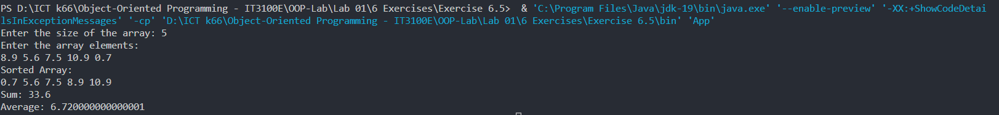 PS D:\ICT k66\Object-Oriented Programming - IT3100E\OOP-Lab\Lab 01\6 Exercises\Exercise 6.5>  & 'C:\Program Files\Java\jdk-19\bin\java.exe' '--enable-preview' '-XX:+ShowCodeDetai
lsInExceptionMessages' '-cp' 'D:\ICT k66\Object-Oriented Programming - IT3100E\OOP-Lab\Lab 01\6 Exercises\Exercise 6.5\bin' 'App'
Enter the size of the array: 5
Enter the array elements:
8.9 5.6 7.5 10.9 0.7
Sorted Array:
0.7 5.6 7.5 8.9 10.9
Sum: 33.6
Average: 6.720000000000001